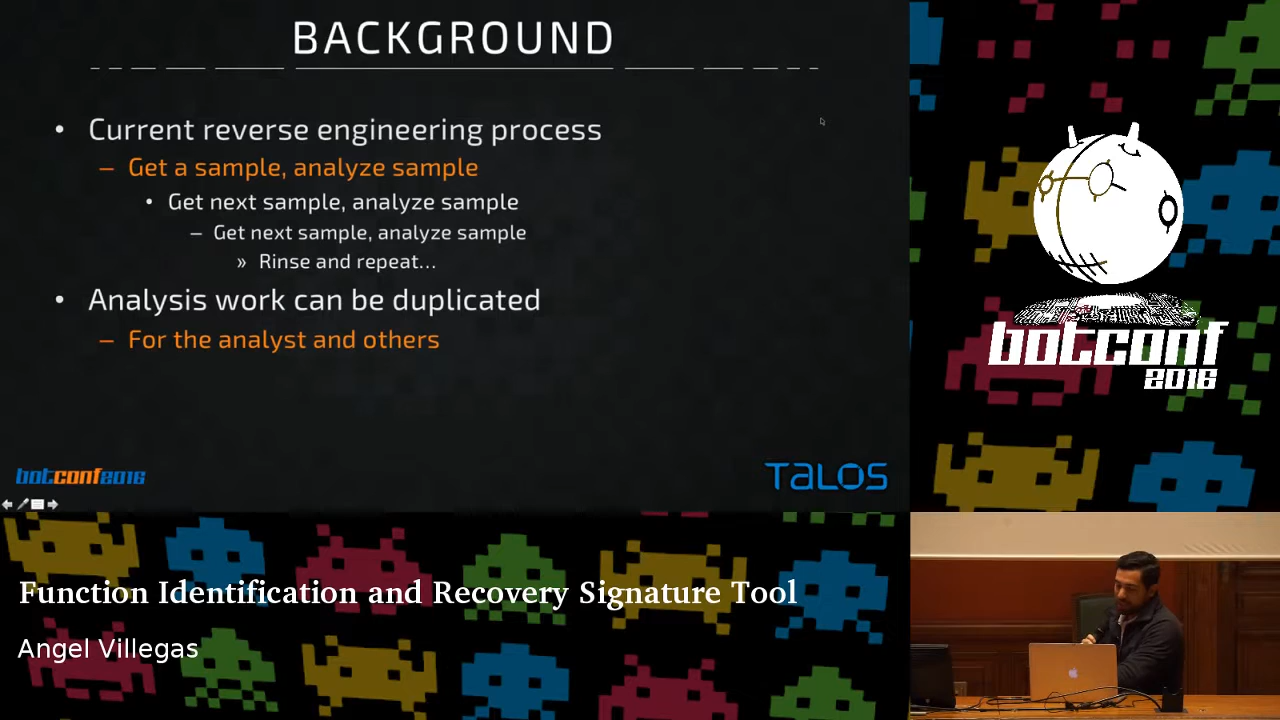 BACKGROUND
• Current reverse engineering process
– Get a sample, analyze sample
• Get next sample, analyze sample
– Get next sample, analyze sample
» Rinse and repeat…
• Analysis work can be duplicated
– For the analyst and others
botconf2016
TALOS
botconf
2016
Function Identification and Recovery Signature Tool
Angel Villegas